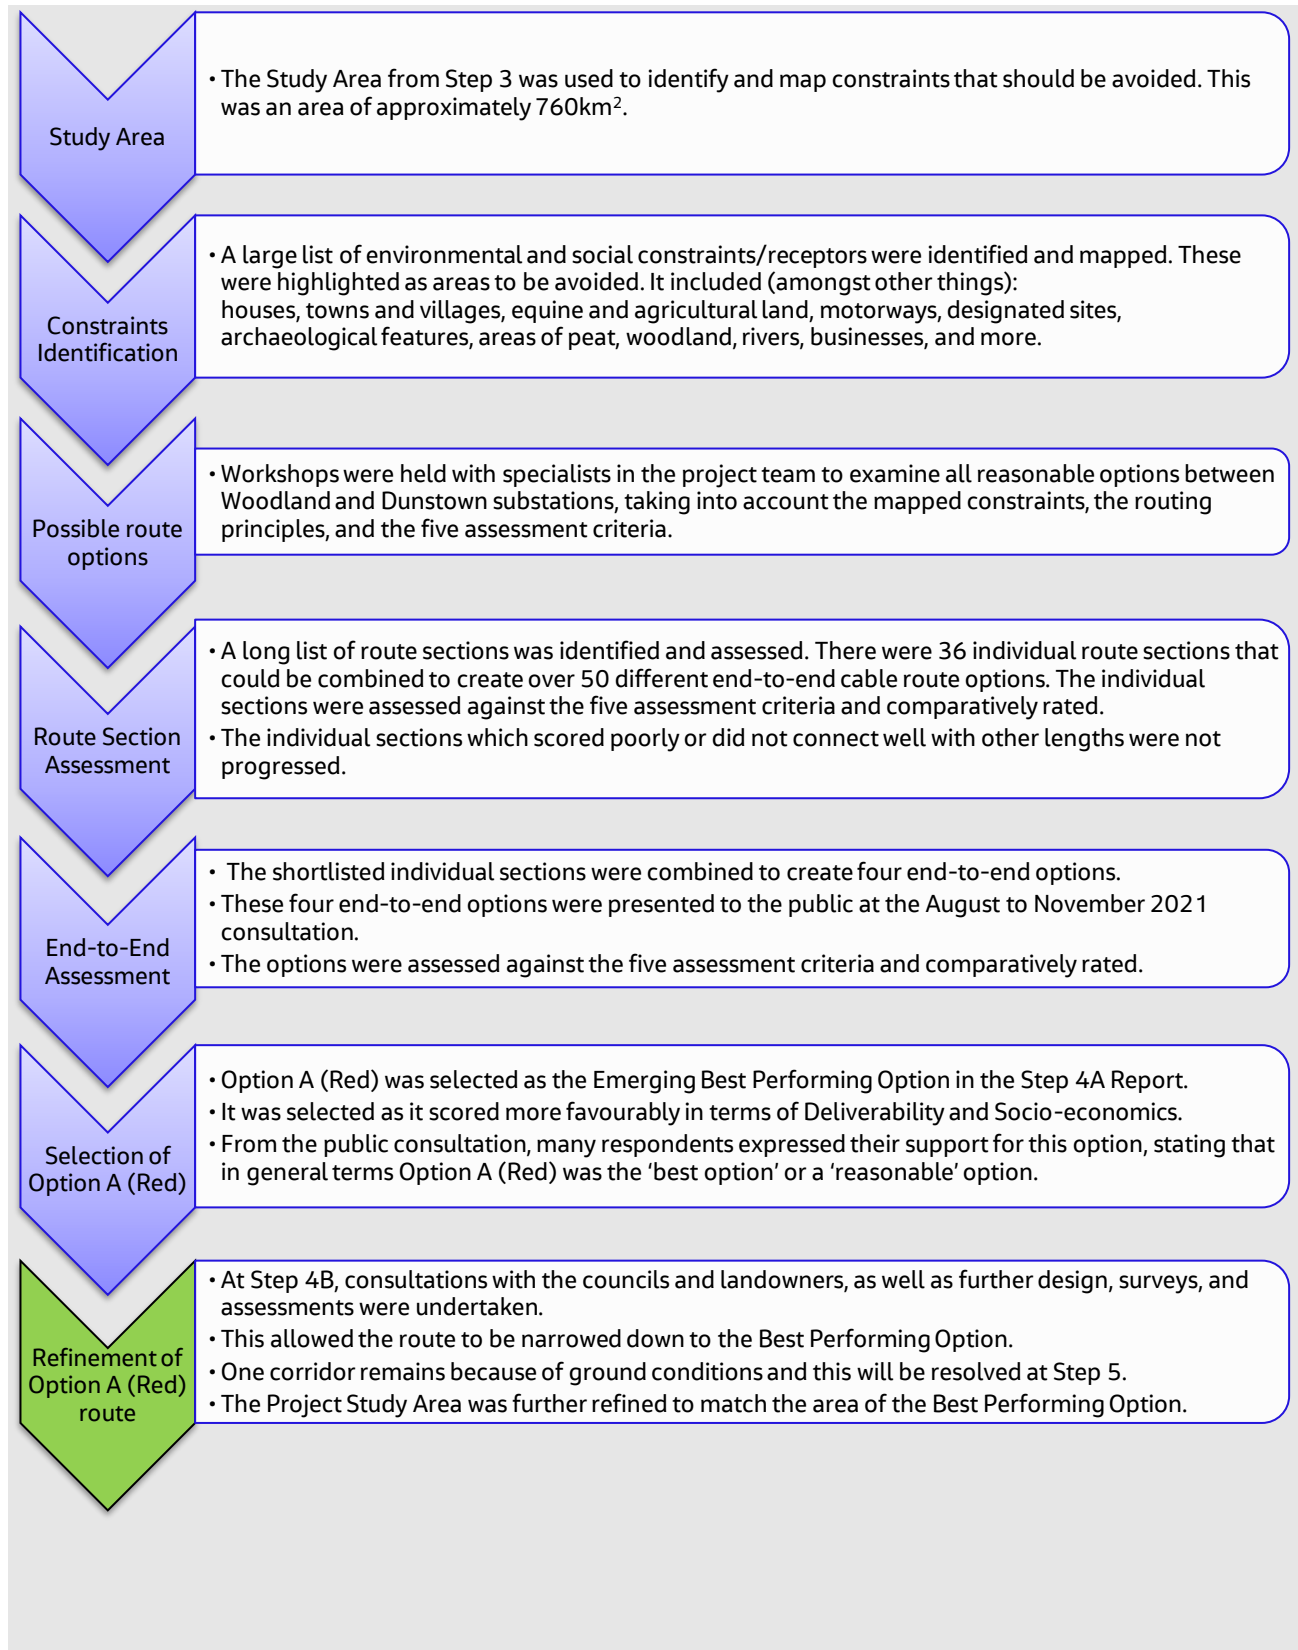 Study Area
• The Study Area from Step 3 was used to identify and map constraints that should be avoided. This
was an area of approximately 760km².
Constraints
Identification
• A large list of environmental and social constraints/receptors were identified and mapped. These
were highlighted as areas to be avoided. It included (amongst other things):
houses, towns and villages, equine and agricultural land, motorways, designated sites,
archaeological features, areas of peat, woodland, rivers, businesses, and more.
Possible route
options
• Workshops were held with specialists in the project team to examine all reasonable options between
Woodland and Dunstown substations, taking into account the mapped constraints, the routing
principles, and the five assessment criteria.
Route Section
Assessment
• A long list of route sections was identified and assessed. There were 36 individual route sections that
could be combined to create over 50 different end-to-end cable route options. The individual
sections were assessed against the five assessment criteria and comparatively rated.
• The individual sections which scored poorly or did not connect well with other lengths were not
progressed.
End-to-End
Assessment
• The shortlisted individual sections were combined to create four end-to-end options.
• These four end-to-end options were presented to the public at the August to November 2021
consultation.
• The options were assessed against the five assessment criteria and comparatively rated.
Selection of
Option A (Red)
• Option A (Red) was selected as the Emerging Best Performing Option in the Step 4A Report.
• It was selected as it scored more favourably in terms of Deliverability and Socio-economics.
• From the public consultation, many respondents expressed their support for this option, stating that
in general terms Option A (Red) was the ‘best option’ or a ‘reasonable’ option.
Refinement of
Option A (Red)
route
• At Step 4B, consultations with the councils and landowners, as well as further design, surveys, and
assessments were undertaken.
• This allowed the route to be narrowed down to the Best Performing Option.
• One corridor remains because of ground conditions and this will be resolved at Step 5.
• The Project Study Area was further refined to match the area of the Best Performing Option.